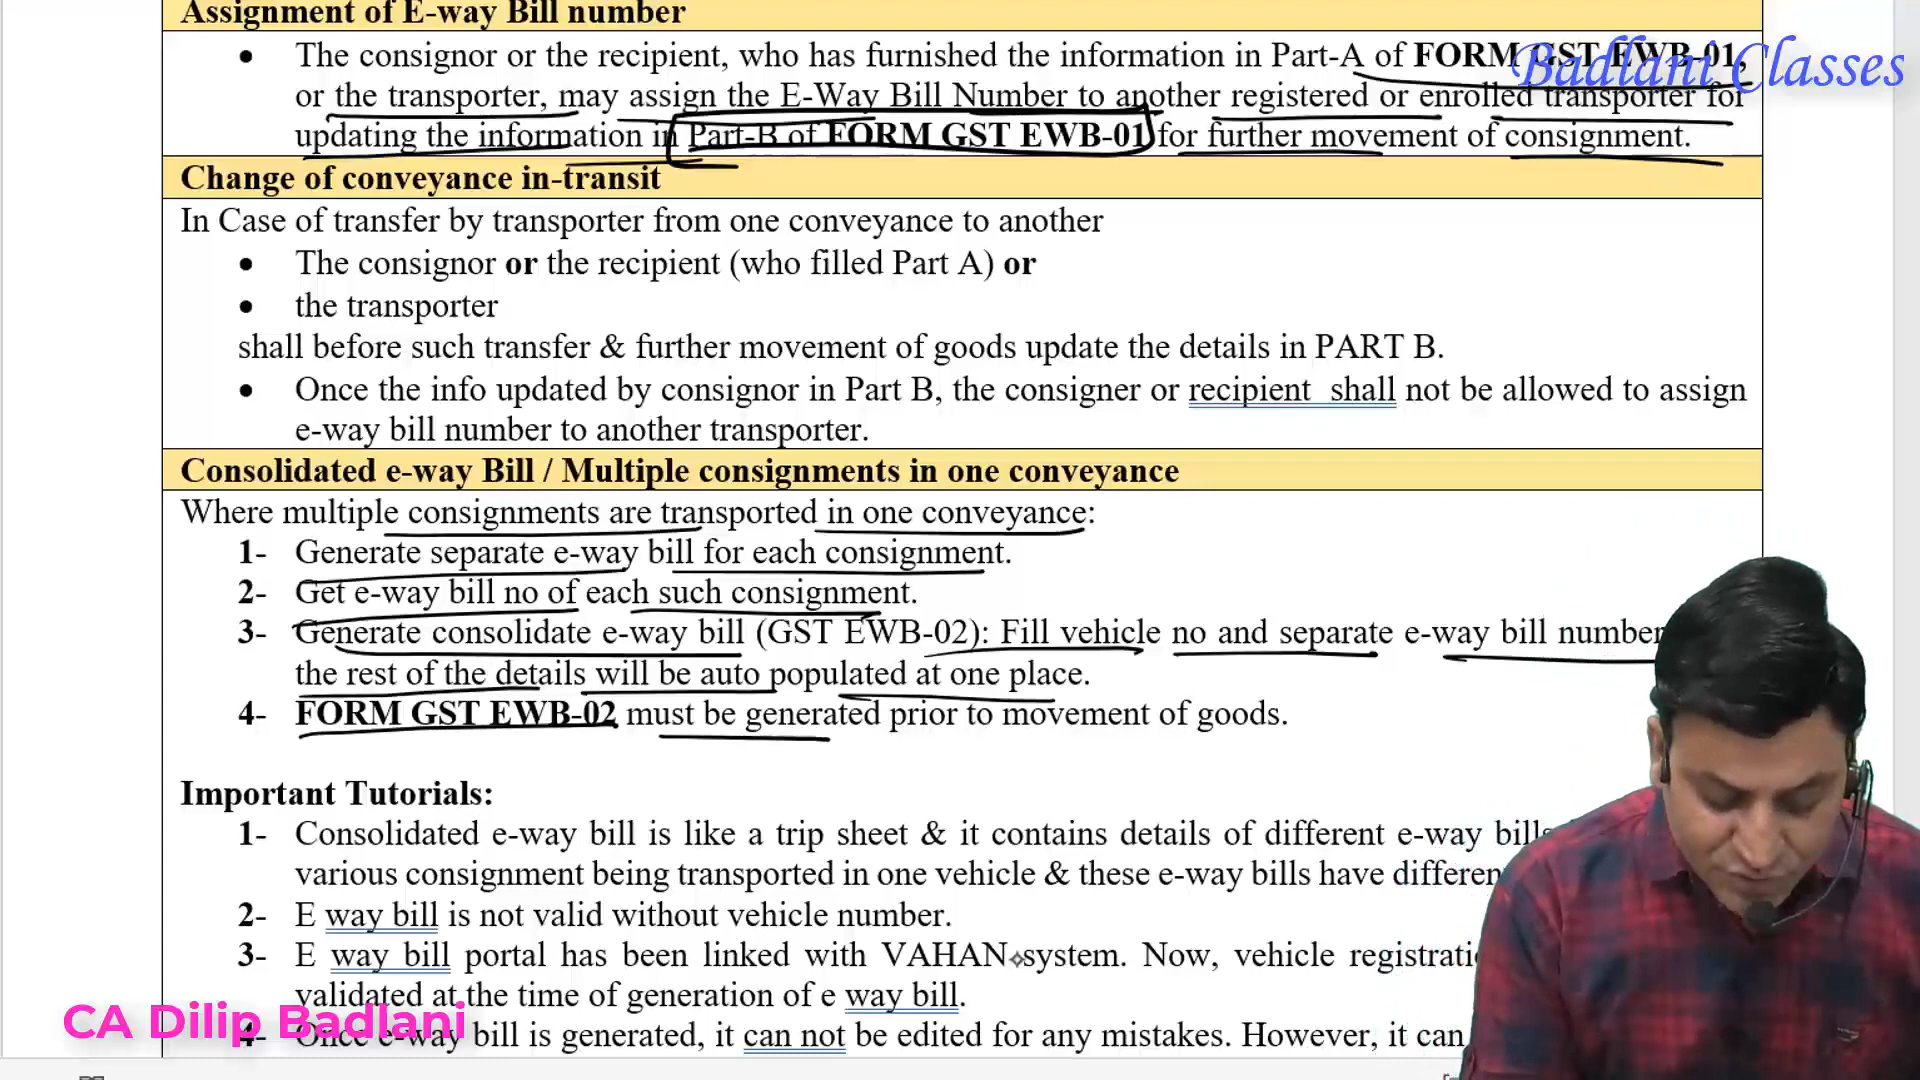 Assignment of E-way Bill number
Badlani Classes
• The consignor or the recipient, who has furnished the information in Part-A of FORM GST EWB-01,
or the transporter, may assign the E-Way Bill Number to another registered or enrolled transporter for
updating the information in Part-B of FORM GST EWB-01 for further movement of consignment.
Change of conveyance in-transit
In Case of transfer by transporter from one conveyance to another
• The consignor or the recipient (who filled Part A) or
• the transporter
shall before such transfer & further movement of goods update the details in PART B.
• Once the info updated by consignor in Part B, the consigner or recipient shall not be allowed to assign
e-way bill number to another transporter.
Consolidated e-way Bill / Multiple consignments in one conveyance
Where multiple consignments are transported in one conveyance:
1- Generate separate e-way bill for each consignment.
2- Get e-way bill no of each such consignment.
3- Generate consolidate e-way bill (GST EWB-02): Fill vehicle no and separate e-way bill number
the rest of the details will be auto populated at one place.
4- FORM GST EWB-02 must be generated prior to movement of goods.
Important Tutorials:
1- Consolidated e-way bill is like a trip sheet & it contains details of different e-way bills
various consignment being transported in one vehicle & these e-way bills have
2- E way bill is not valid without vehicle number.
3- E way bill portal has been linked with VAHAN system. Now, vehicle
validated at the time of generation of e way bill.
4- Once e-way bill is generated, it can not be edited for any mistakes. However, it can
CA Dilip Badlani